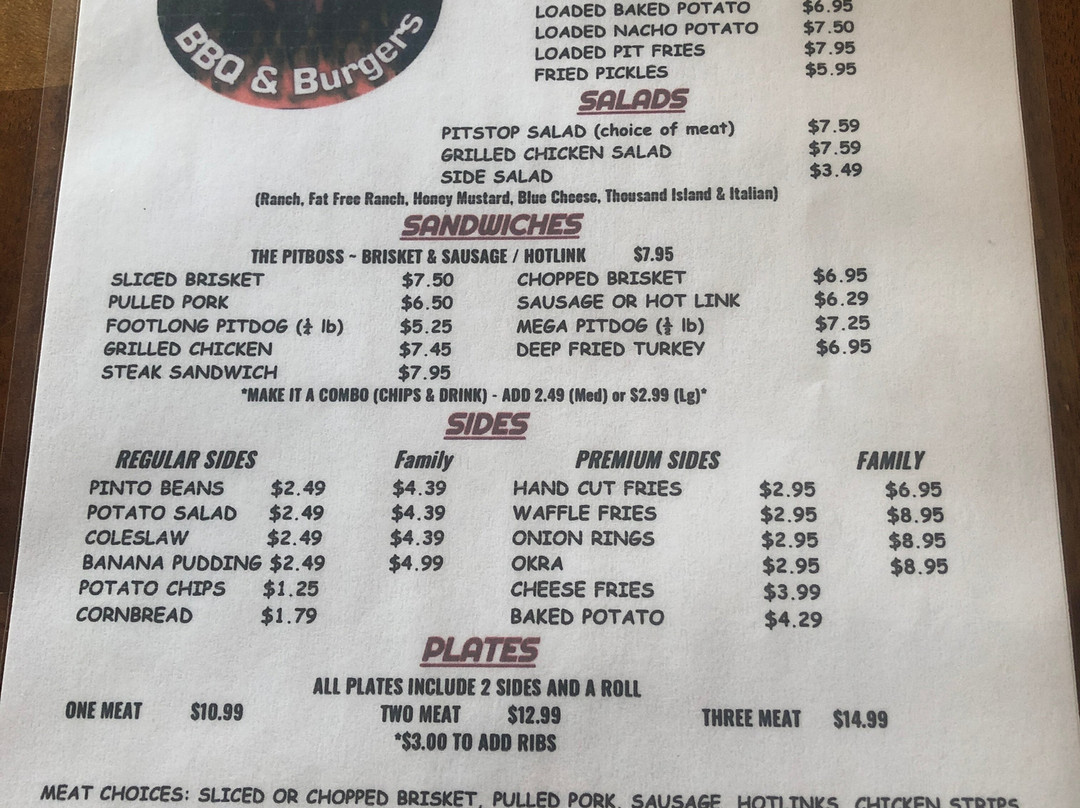 BBQ & Burgers
LOADED BAKED POTATO $6.95
LOADED NACHO POTATO $7.50
LOADED PIT FRIES $7.95
FRIED PICKLES $5.95
SALADS
PITSTOP SALAD (choice of meat) $7.59
GRILLED CHICKEN SALAD $7.59
SIDE SALAD $3.49
(Ranch, Fat Free Ranch, Honey Mustard, Blue Cheese, Thousand Island & Italian)
SANDWICHES
THE PITBOSS ~ BRISKET & SAUSAGE / HOTLINK $7.95
SLICED BRISKET $7.50 CHOPPED BRISKET $6.95
PULLED PORK $6.50 SAUSAGE OR HOT LINK $6.29
FOOTLONG PITDOG ( lb) $5.25 MEGA PITDOG ( lb) $7.25
GRILLED CHICKEN $7.45 DEEP FRIED TURKEY $6.95
STEAK SANDWICH $7.95
*MAKE IT A COMBO (CHIPS & DRINK) - ADD 2.49 (Med) or $2.99 (Lg)*
SIDES
REGULAR SIDES Family PREMIUM SIDES FAMILY
PINTO BEANS $2.49 $4.39 HAND CUT FRIES $2.95 $6.95
POTATO SALAD $2.49 $4.39 WAFFLE FRIES $2.95 $8.95
COLESLAW $2.49 $4.39 ONION RINGS $2.95 $8.95
BANANA PUDDING $2.49 $4.99 OKRA $2.95 $8.95
POTATO CHIPS $1.25 CHEESE FRIES $3.99
CORNBREAD $1.79 BAKED POTATO $4.29
PLATES
ALL PLATES INCLUDE 2 SIDES AND A ROLL
ONE MEAT $10.99 TWO MEAT $12.99 THREE MEAT $14.99
*$3.00 TO ADD RIBS
MEAT CHOICES: SLICED OR CHOPPED BRISKET, PULLED PORK, SAUSAGE, HOTLINKS, CHICKEN STRIPS,